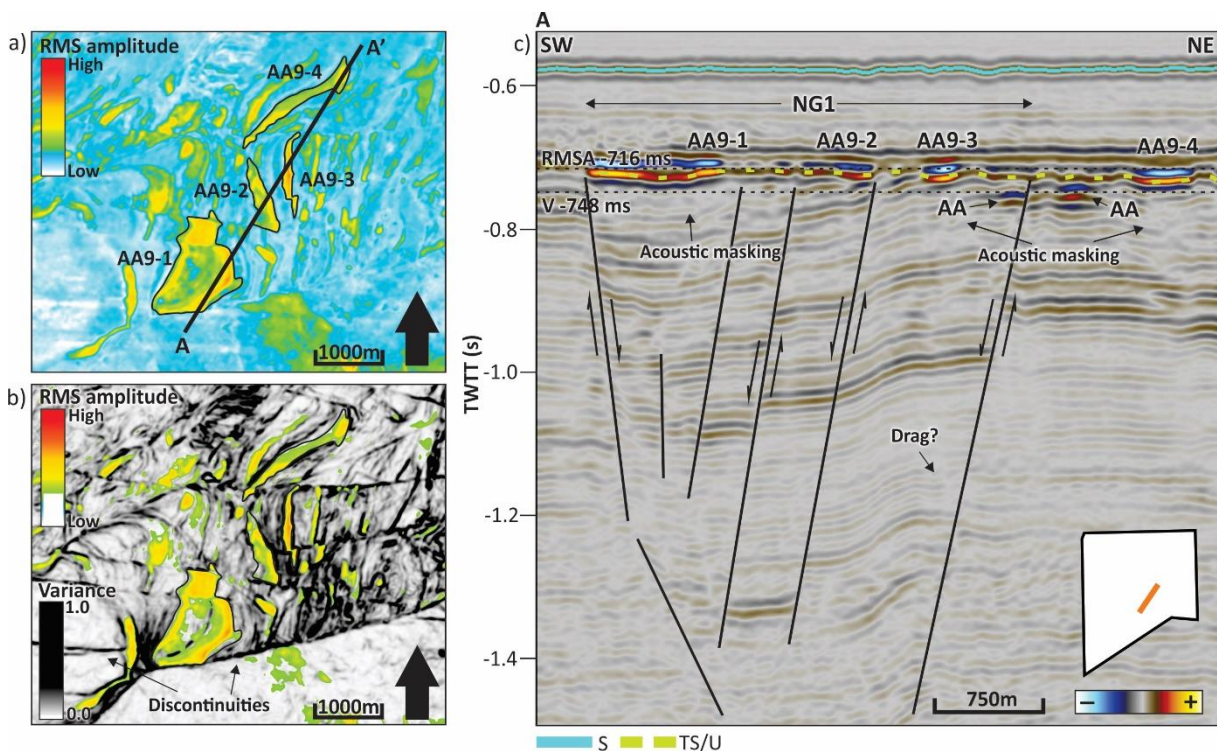 a)
RMS amplitude
High
Low
A'
AA9-4
AA9-2
AA9-3
AA9-1
A
1000m
b)
RMS amplitude
High
Low
Variance
1.0
0.0
Discontinuities
1000m
A
c)
SW
NE
-0.6
-0.8
-1.0
-1.2
-1.4
TWTT (s)
NG1
AA9-1
AA9-2
AA9-3
AA9-4
RMSA -716 ms
V -748 ms
AA
AA
Acoustic masking
Acoustic masking
Drag?
750m
− +
S
TS/U